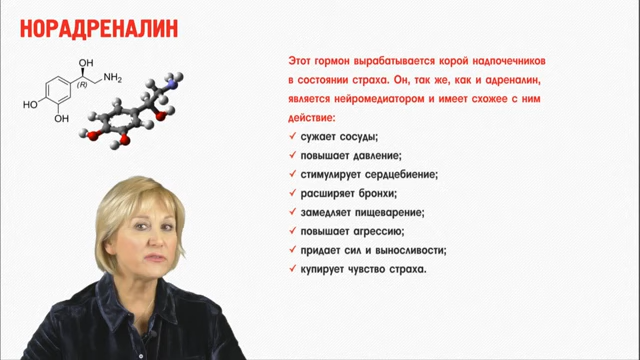 НОРАДРЕНАЛИН
OH
(R)
NH2
HO
OH
Этот гормон вырабатывается корой надпочечников
в состоянии страха. Он, так же, как и адреналин,
является нейромедиатором и имеет схожее с ним
действие:
✓ сужает сосуды;
✓ повышает давление;
✓ стимулирует сердцебиение;
✓ расширяет бронхи;
✓ замедляет пищеварение;
✓ повышает агрессию;
✓ придает сил и выносливости;
✓ купирует чувство страха.